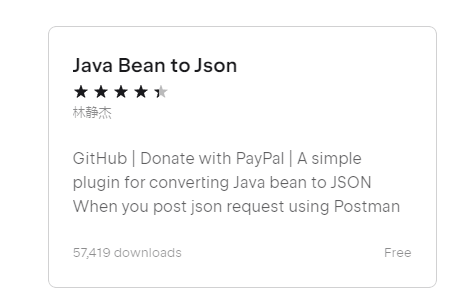 Java Bean to Json
林静杰
GitHub | Donate with PayPal | A simple
plugin for converting Java bean to JSON
When you post json request using Postman
57,419 downloads
Free